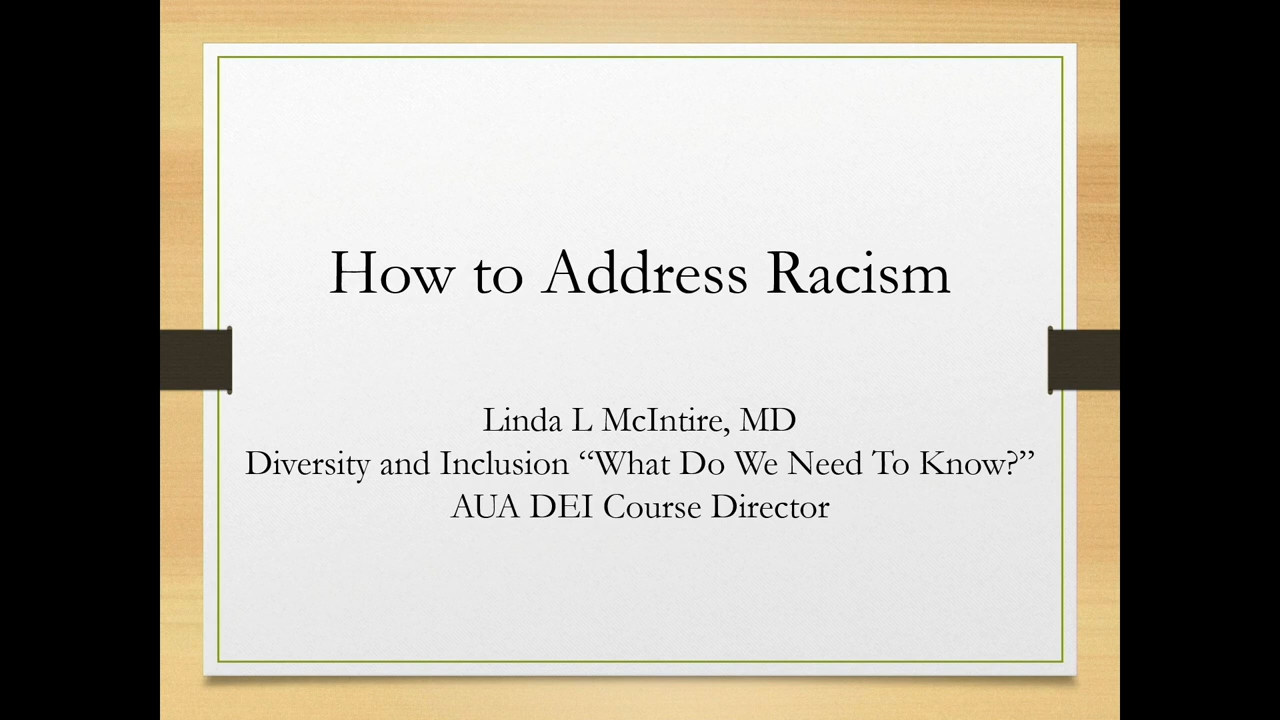 How to Address Racism
Linda L McIntire, MD
Diversity and Inclusion “What Do We Need To Know?”
AUA DEI Course Director